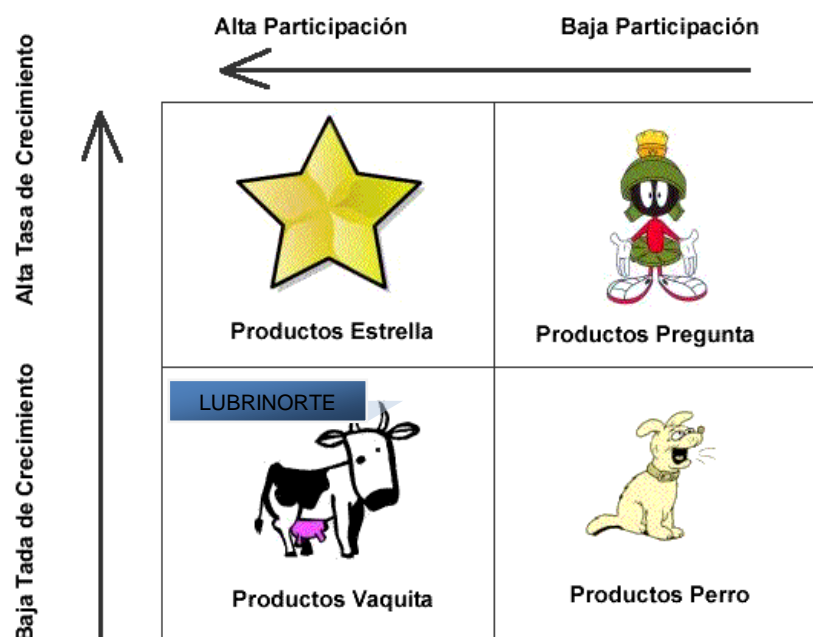 Alta Participación
Baja Participación
Alta Tasa de Crecimiento
Productos Estrella
Productos Pregunta
Baja Tada de Crecimiento
LUBRINORTE
Productos Vaquita
Productos Perro